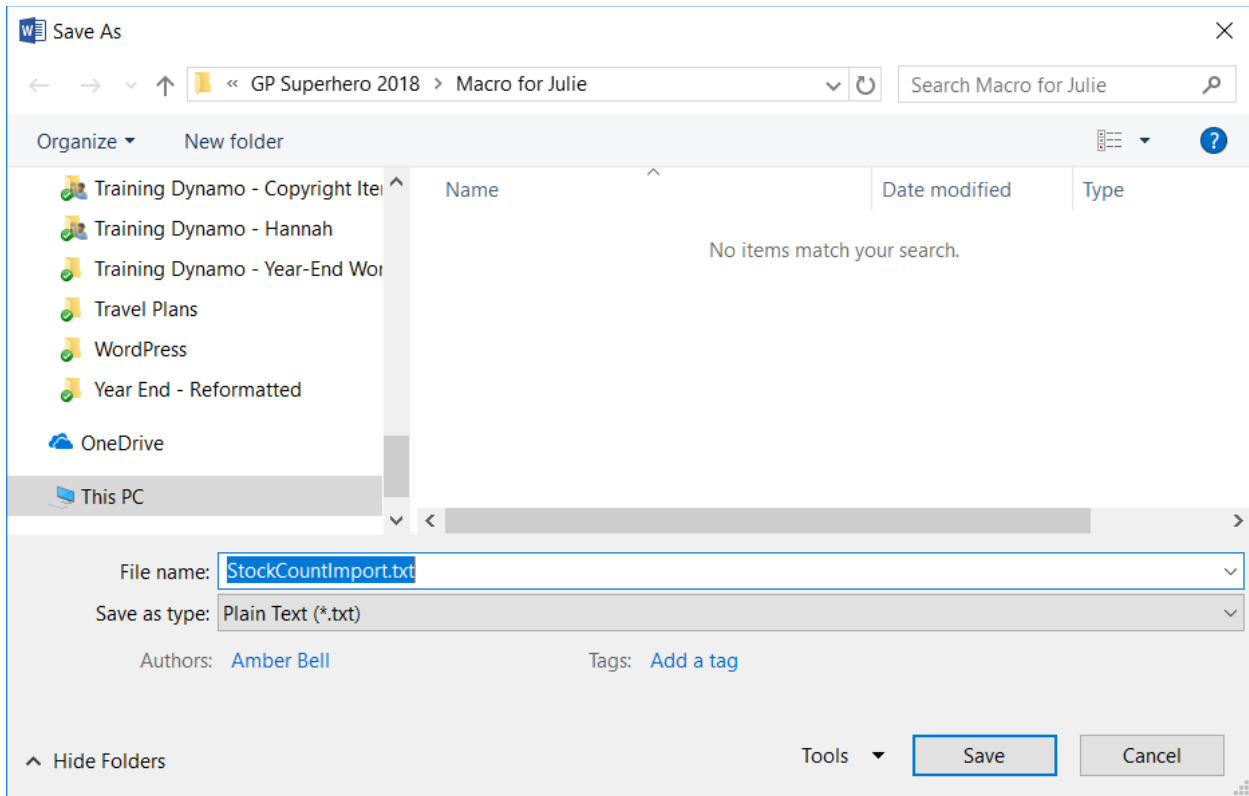 Save As
« GP Superhero 2018 > Macro for Julie
Search Macro for Julie
Organize
New folder
Training Dynamo - Copyright Iter
Training Dynamo - Hannah
Training Dynamo - Year-End Wor
Travel Plans
WordPress
Year End - Reformatted
OneDrive
This PC
Name
Date modified
Type
No items match your search.
File name: StockCountImport.txt
Save as type: Plain Text (*.txt)
Authors: Amber Bell
Tags: Add a tag
Hide Folders
Tools
Save
Cancel